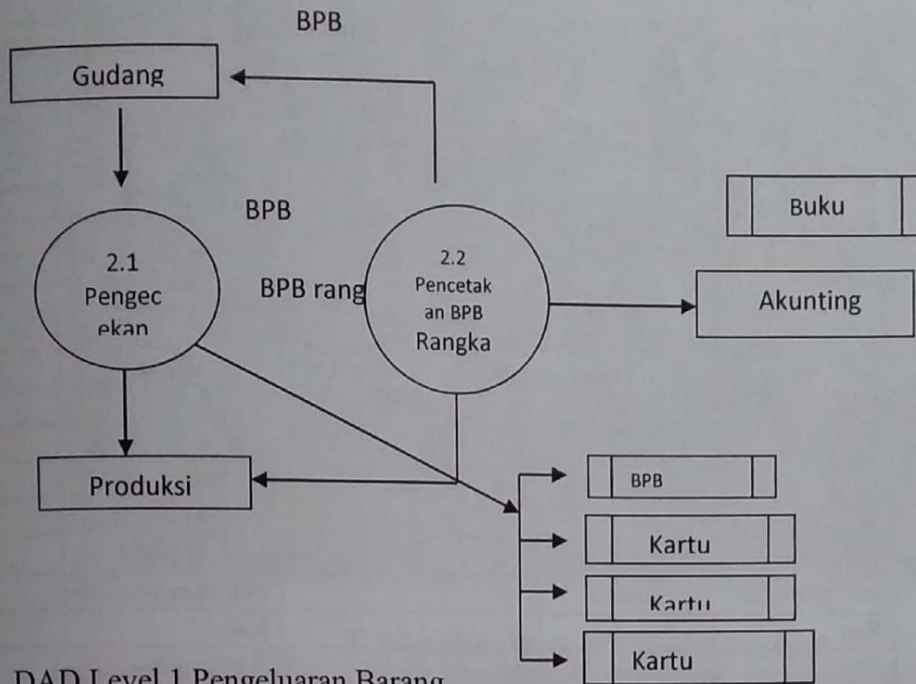 BPB
Gudang
BPB
Buku
2.1
Pengec
ekan
BPB rang
2.2
Pencetak
an BPB
Rangka
Akunting
Produksi
BPB
Kartu
Kartu
Kartu
DAD Level 1 Pengeluaran Barang